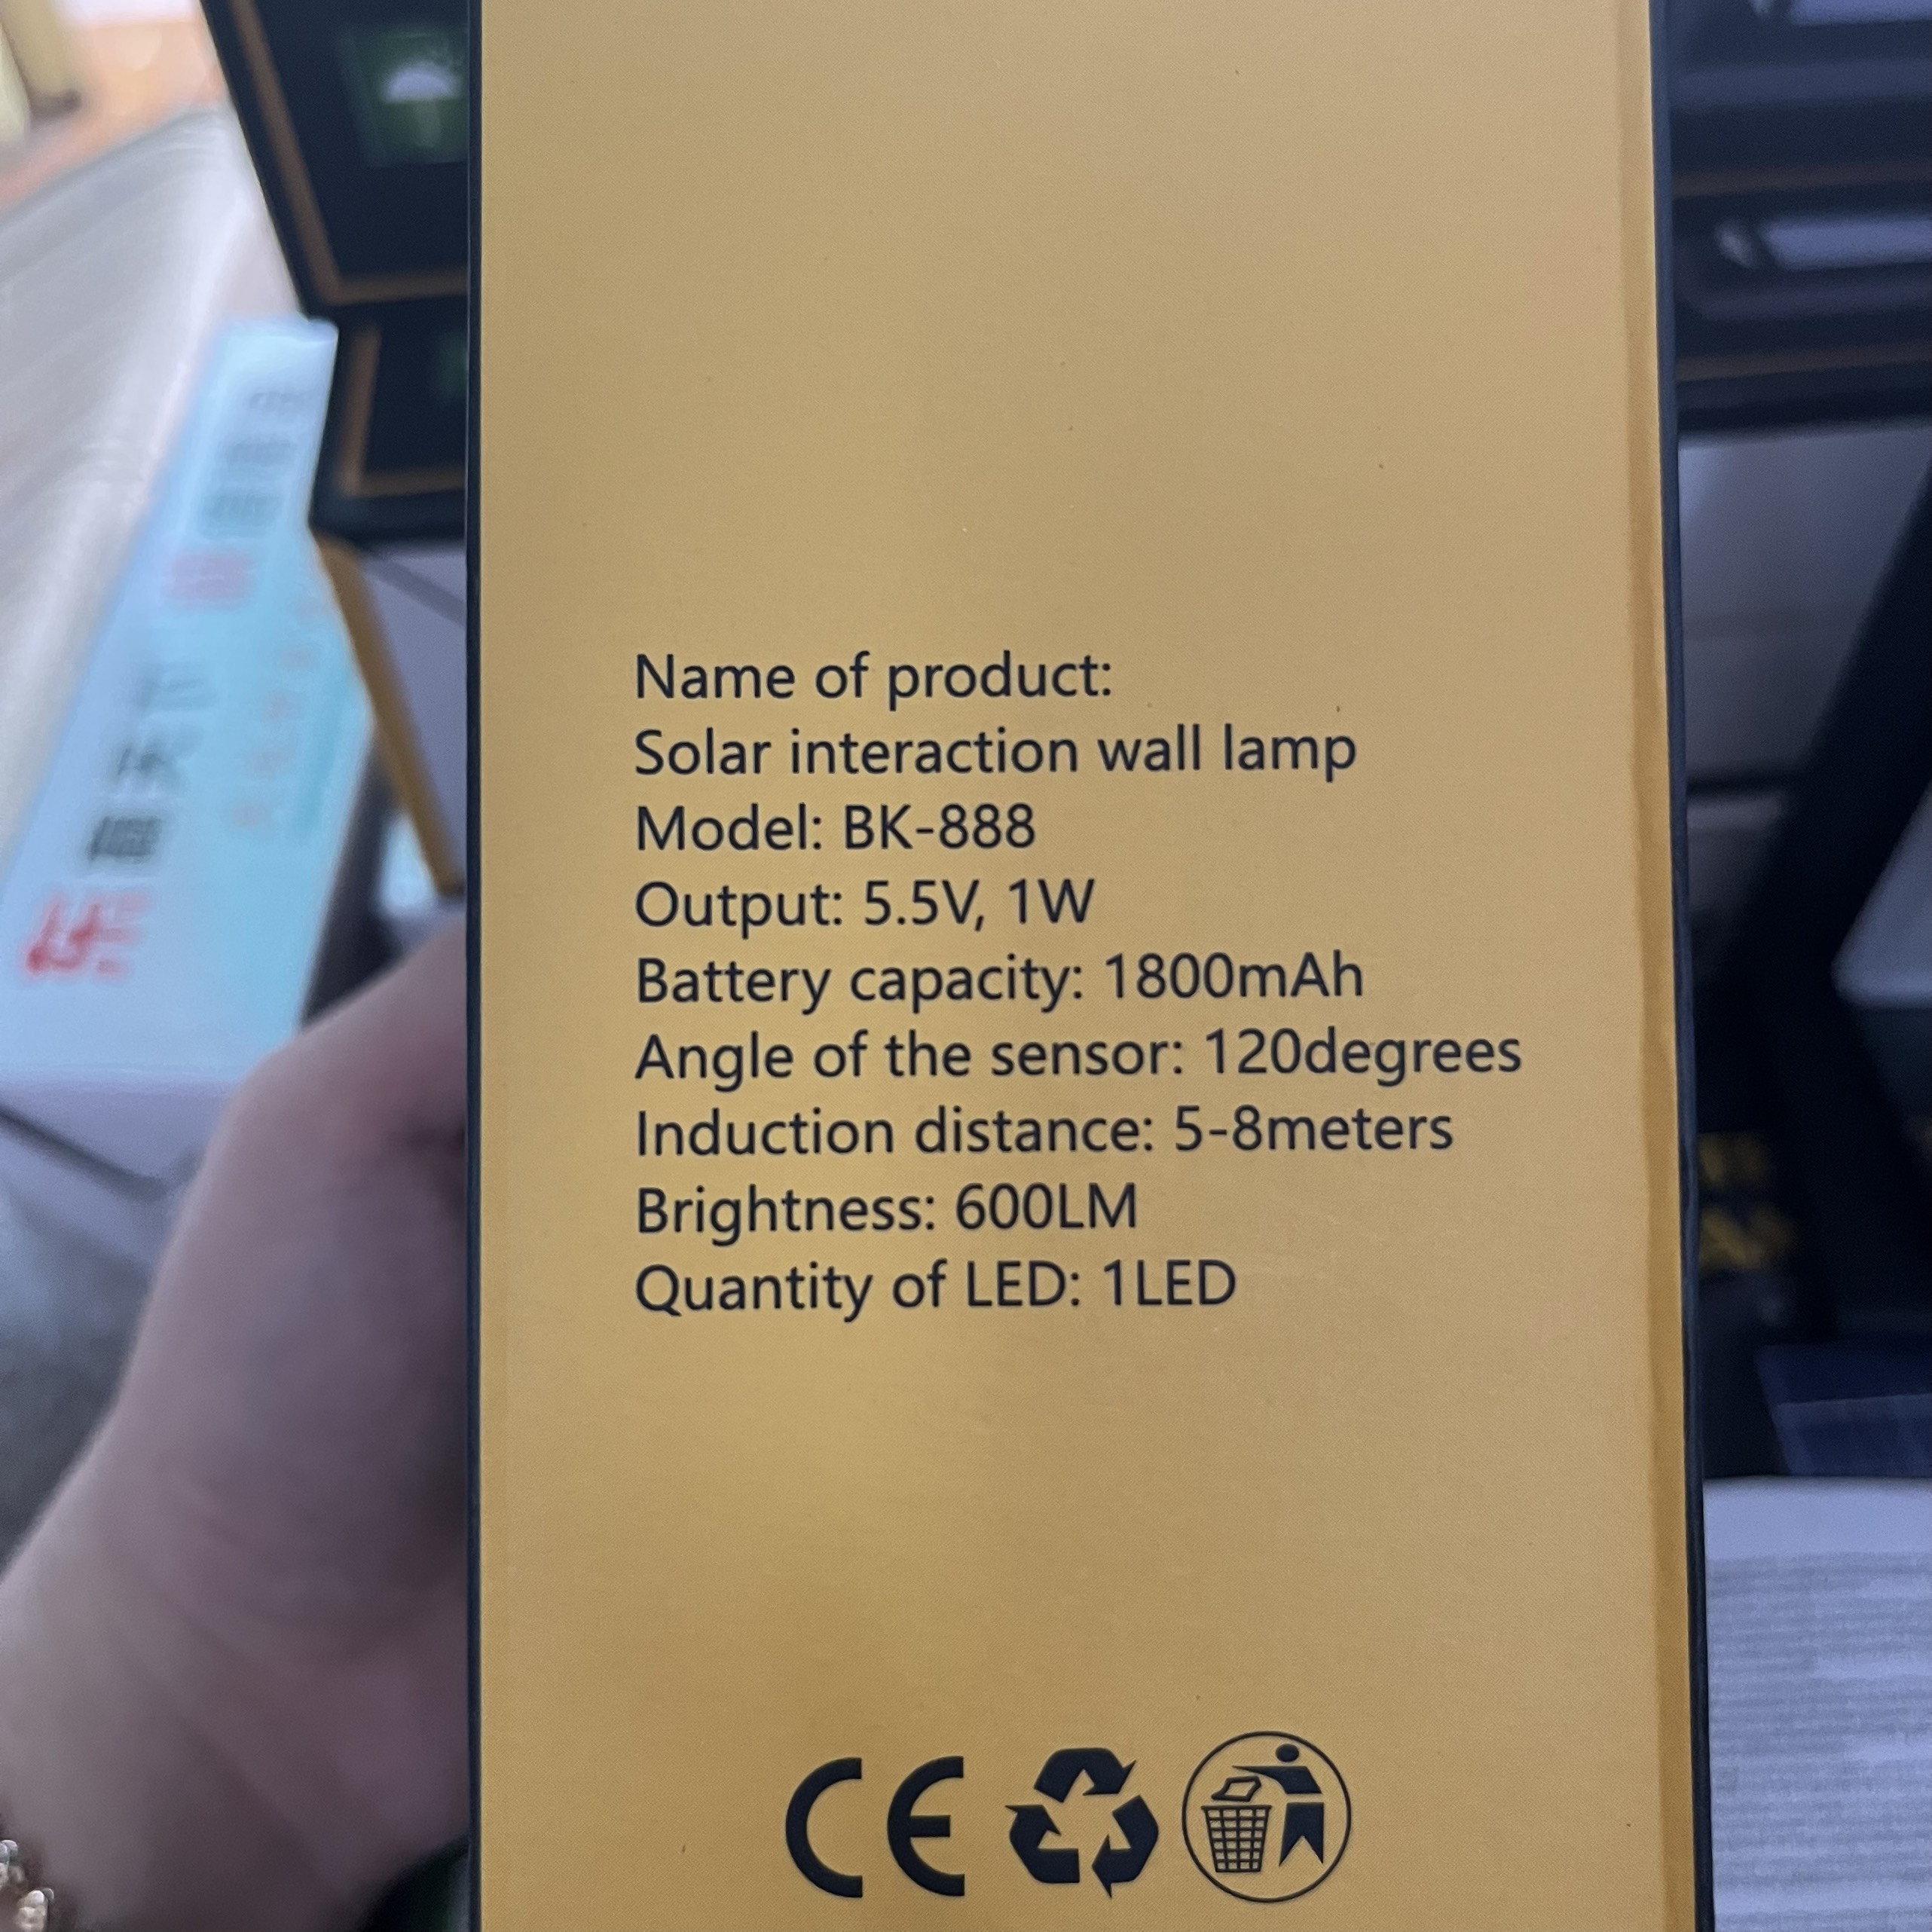 Name of product:
Solar interaction wall lamp
Model: BK-888
Output: 5.5V, 1W
Battery capacity: 1800mAh
Angle of the sensor: 120degrees
Induction distance: 5-8meters
Brightness: 600LM
Quantity of LED: 1LED
CE